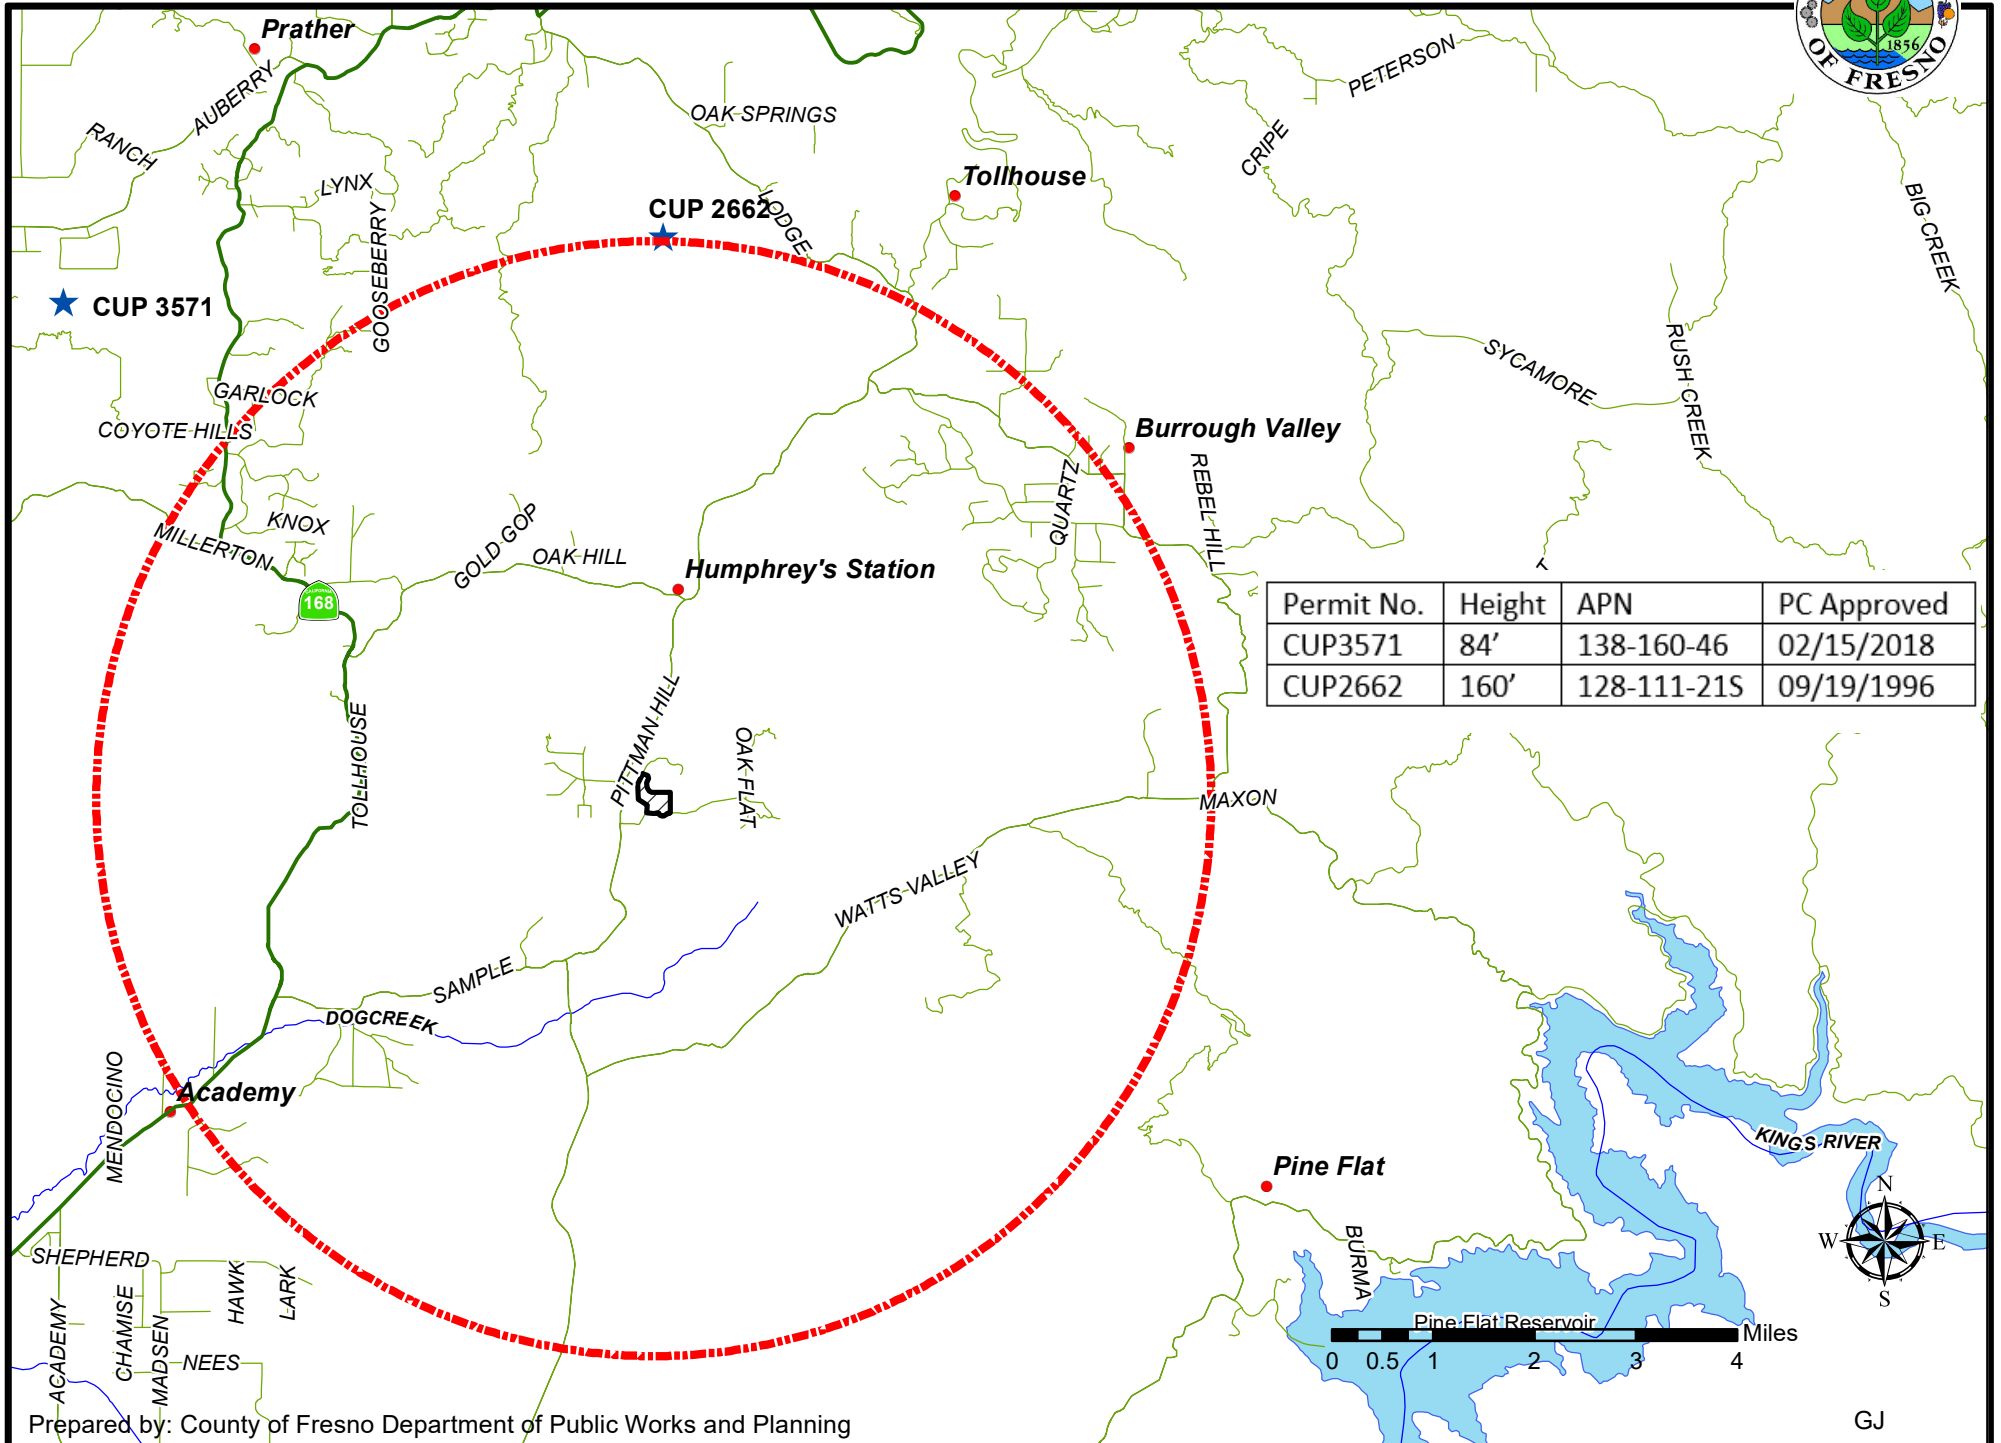 Prather
1856
OF FRESNO
PETERSON
AUBERRY
OAK SPRINGS
RANCH
CRIPE
LYNX
Tollhouse
LODGE
CUP 2662
BIG CREEK
GOOSEBERRY
CUP 3571
RUSH CREEK
SYCAMORE
GARLOCK
COYOTE HILLS
Burrough Valley
QUARTZ
REBEL HILL
KNOX
MILLERTON
GOLD GOP
OAK HILL
Humphrey's Station
CALIFORNIA
168
Permit No. Height APN PC Approved
CUP3571 84’ 138-160-46 02/15/2018
CUP2662 160’ 128-111-21S 09/19/1996
PITTMAN HILL
TOLLHOUSE
OAK FLAT
MAXON
WATTS VALLEY
SAMPLE
DOGCREEK
MENDOCINO
Academy
KINGS RIVER
Pine Flat
N
W E
S
BURMA
SHEPHERD
HAWK
LARK
CHAMISE
ACADEMY
MADSEN
NEES
Pine Flat Reservoir
Miles
0 0.5 1 2 3 4
Prepared by: County of Fresno Department of Public Works and Planning
GJ